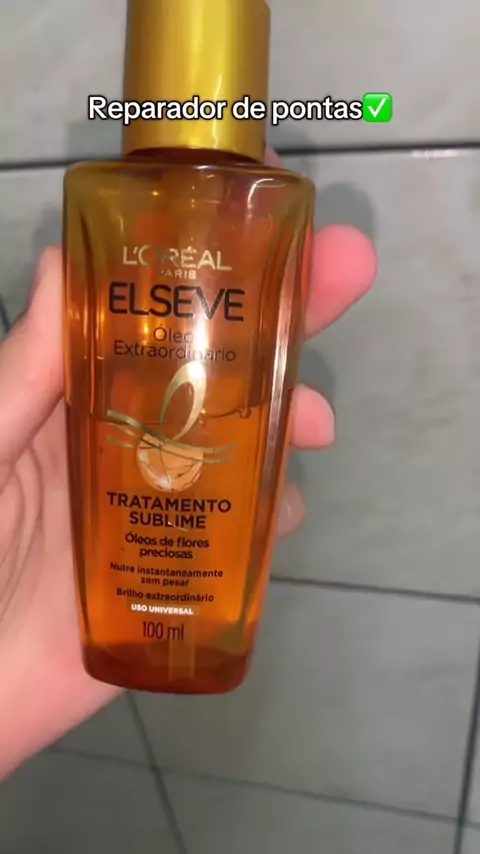 Reparador de pontas✅
L'ORÉAL
PARIS
ELSEVE
Óleo
Extraordinário
TRATAMENTO
SUBLIME
Óleos de flores
preciosas
Nutre instantaneamente
sem pesar
Brilho extraordinário
USO UNIVERSAL
100 ml